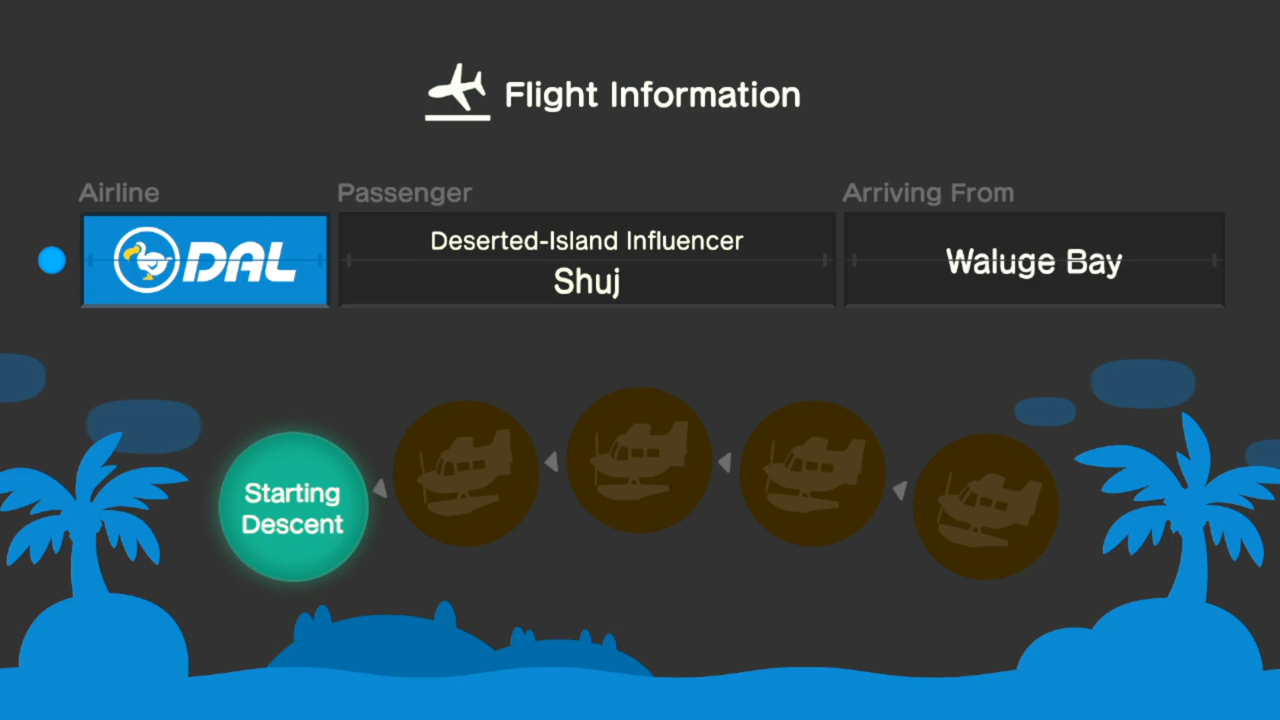 Flight Information
Airline
Passenger
Arriving From
DAL
Deserted-Island Influencer
Shuj
Waluge Bay
Starting
Descent